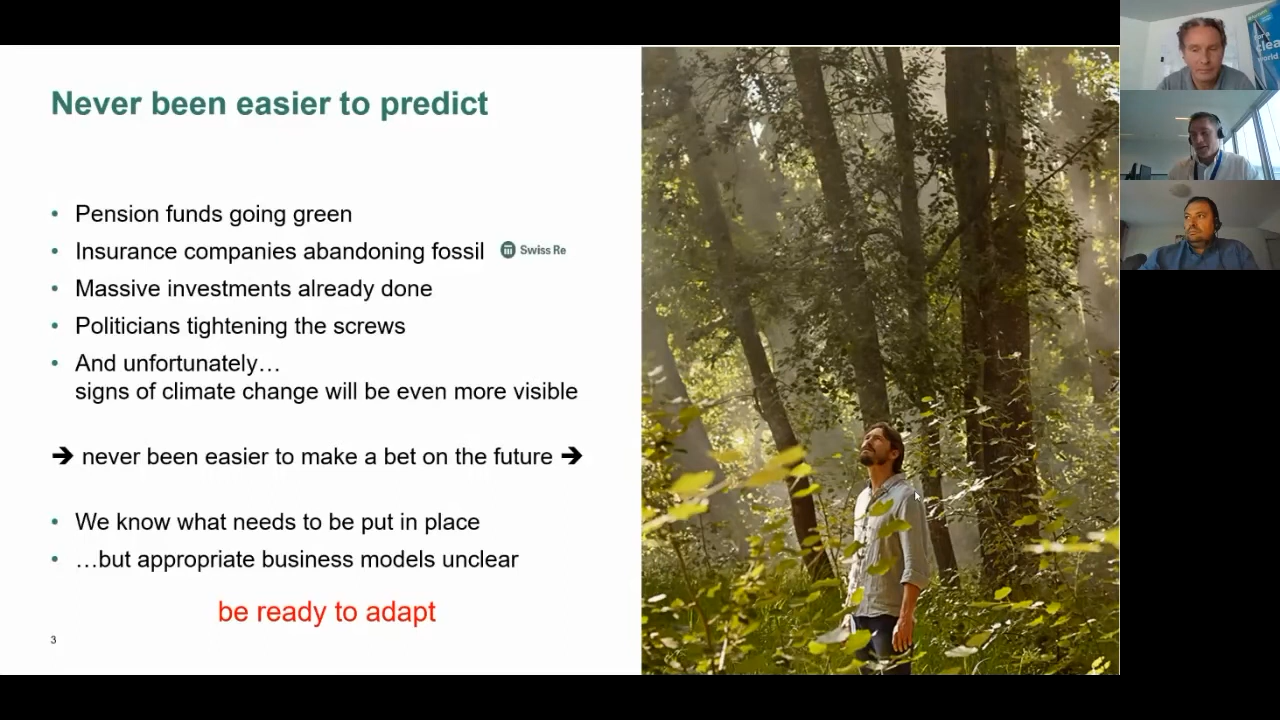 Never been easier to predict
• Pension funds going green
• Insurance companies abandoning fossil Swiss Re
• Massive investments already done
• Politicians tightening the screws
• And unfortunately…
signs of climate change will be even more visible
➔ never been easier to make a bet on the future ➔
• We know what needs to be put in place
• …but appropriate business models unclear
be ready to adapt
3
for a
clea
world